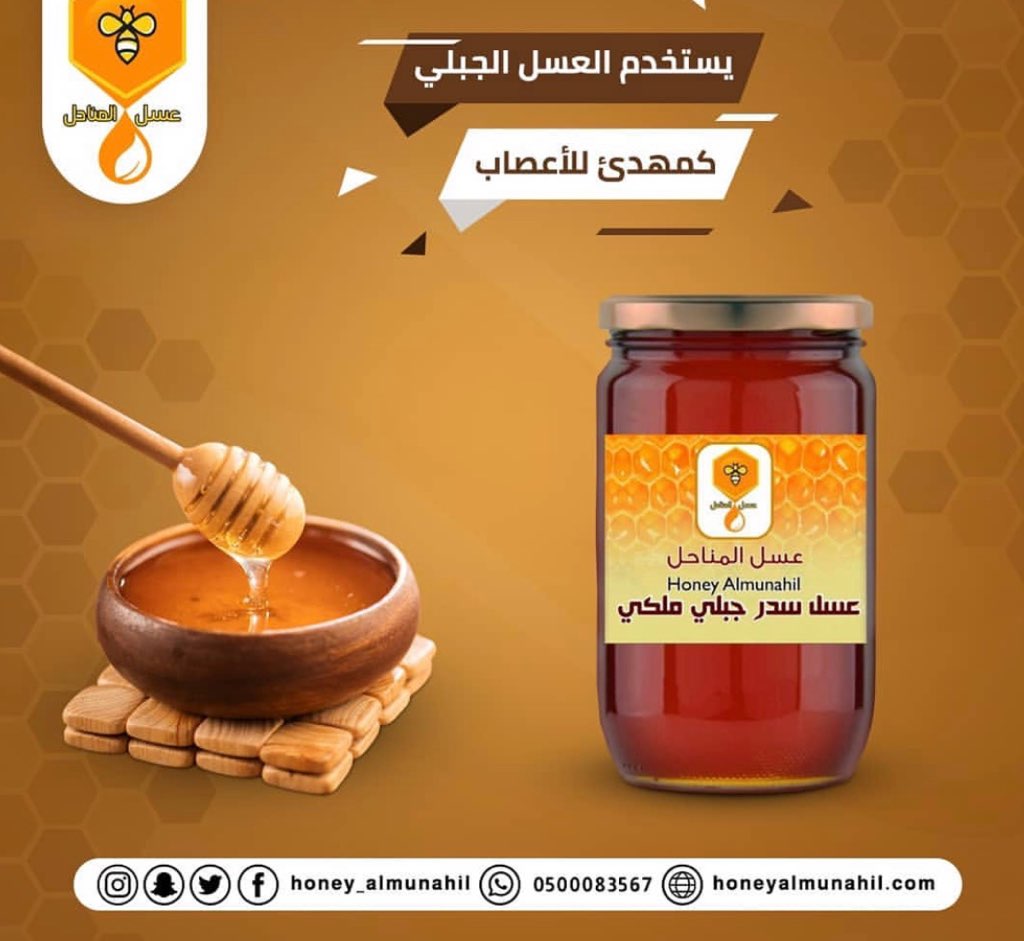 عسل المناحل
يستخدم العسل الجبلي
كمهدئ للأعصاب
عسل المناحل
عسل المناحل
Honey Almunahil
عسل سدر جبلي ملكي
honey_almunahil 0500083567 honeyalmunahil.com